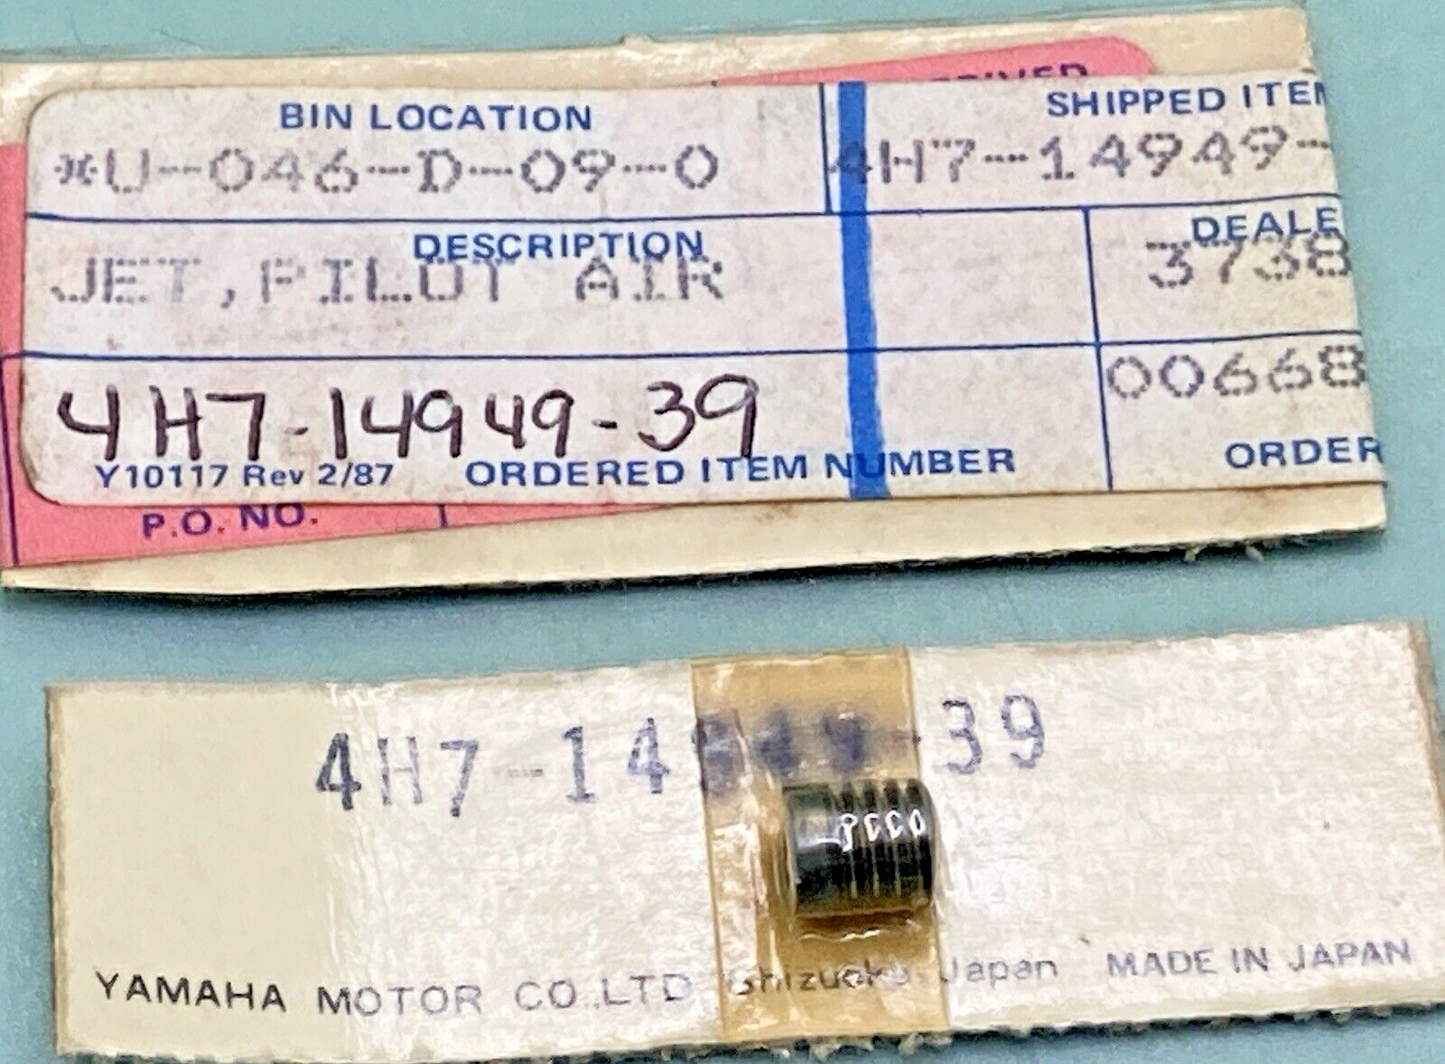 BIN LOCATION SHIPPED ITEM
*U-046-D-09-0 4H7-14949-
DESCRIPTION DEALE
JET, PILOT AIR 3738
4H7-14949-39 00668
Y10117 Rev 2/87 ORDERED ITEM NUMBER ORDER
P.O. NO.
4H7-14949-39
YAMAHA MOTOR CO.,LTD Shizuoka Japan MADE IN JAPAN